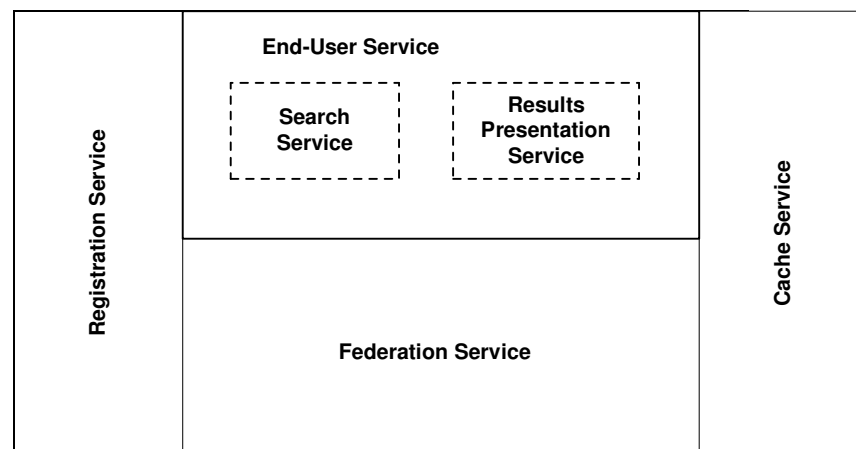 End-User Service
Search
Service
Results
Presentation
Service
Registration Service
Cache Service
Federation Service